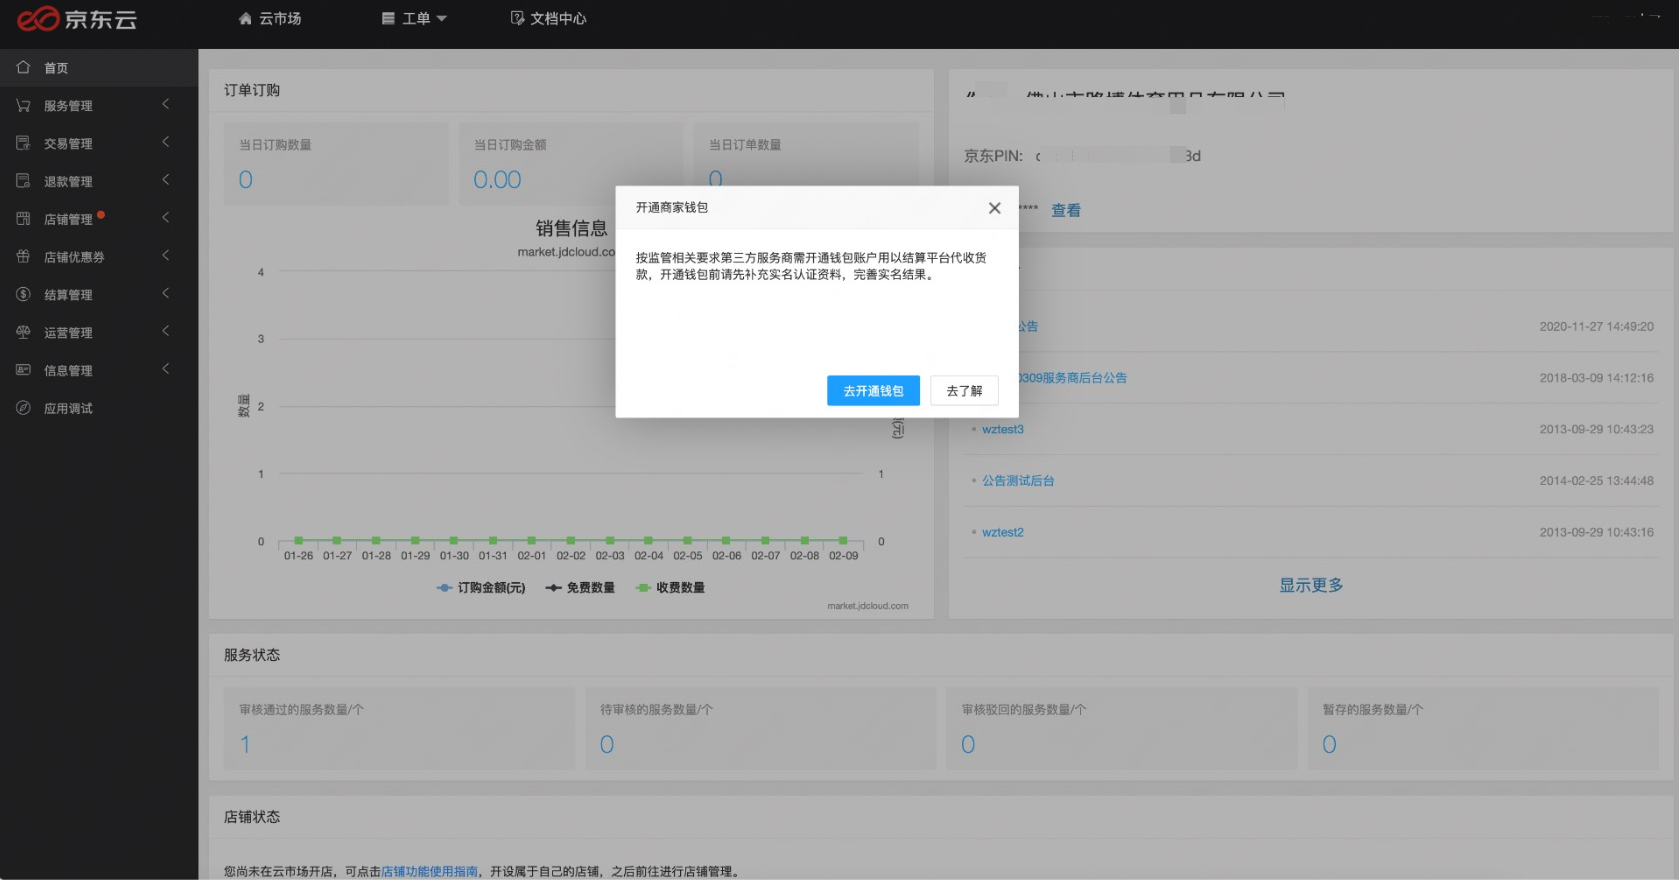 京东云
云市场
工单
文档中心
首页
服务管理
交易管理
退款管理
店铺管理
店铺优惠券
结算管理
运营管理
信息管理
应用调试
订单订购
当日订购数量
0
当日订购金额
0.00
当日订单数量
0
销售信息
market.jdcloud.co
4
3
2
1
0
数量
(元)
1
0
01-26 01-27 01-28 01-29 01-30 01-31 02-01 02-02 02-03 02-04 02-05 02-06 02-07 02-08 02-09
订购金额(元) 免费数量 收费数量
market.jdcloud.com
京东PIN:
3d
**** 查看
开通商家钱包
按监管相关要求第三方服务商需开通钱包账户用以结算平台代收货
款，开通钱包前请先补充实名认证资料，完善实名结果。
去开通钱包 去了解
公告 2020-11-27 14:49:20
0309服务商后台公告 2018-03-09 14:12:16
wztest3 2013-09-29 10:43:23
公告测试后台 2014-02-25 13:44:48
wztest2 2013-09-29 10:43:16
显示更多
服务状态
审核通过的服务数量/个
1
待审核的服务数量/个
0
审核驳回的服务数量/个
0
暂存的服务数量/个
0
店铺状态
您尚未在云市场开店，可点击店铺功能使用指南，开设属于自己的店铺，之后前往进行店铺管理。